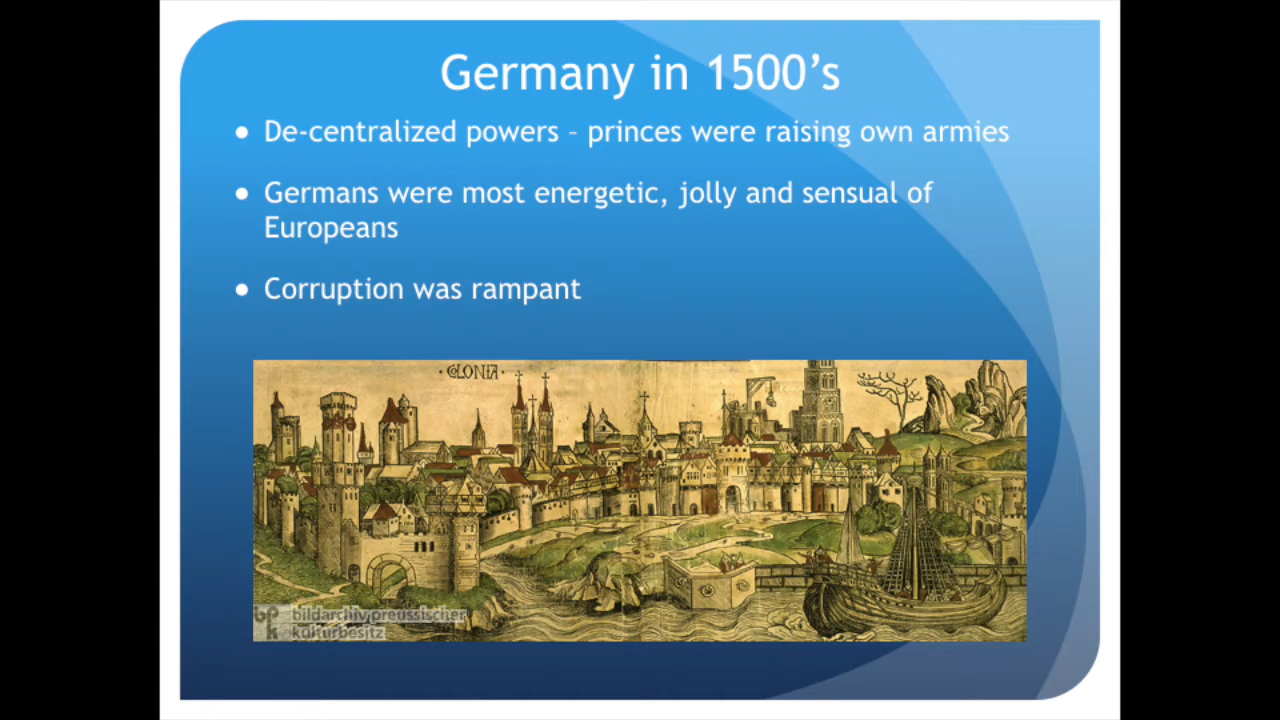 Germany in 1500’s
● De-centralized powers – princes were raising own armies
● Germans were most energetic, jolly and sensual of
Europeans
● Corruption was rampant
· COLONIA ·
bpk bildarchiv preussischer
kulturbesitz